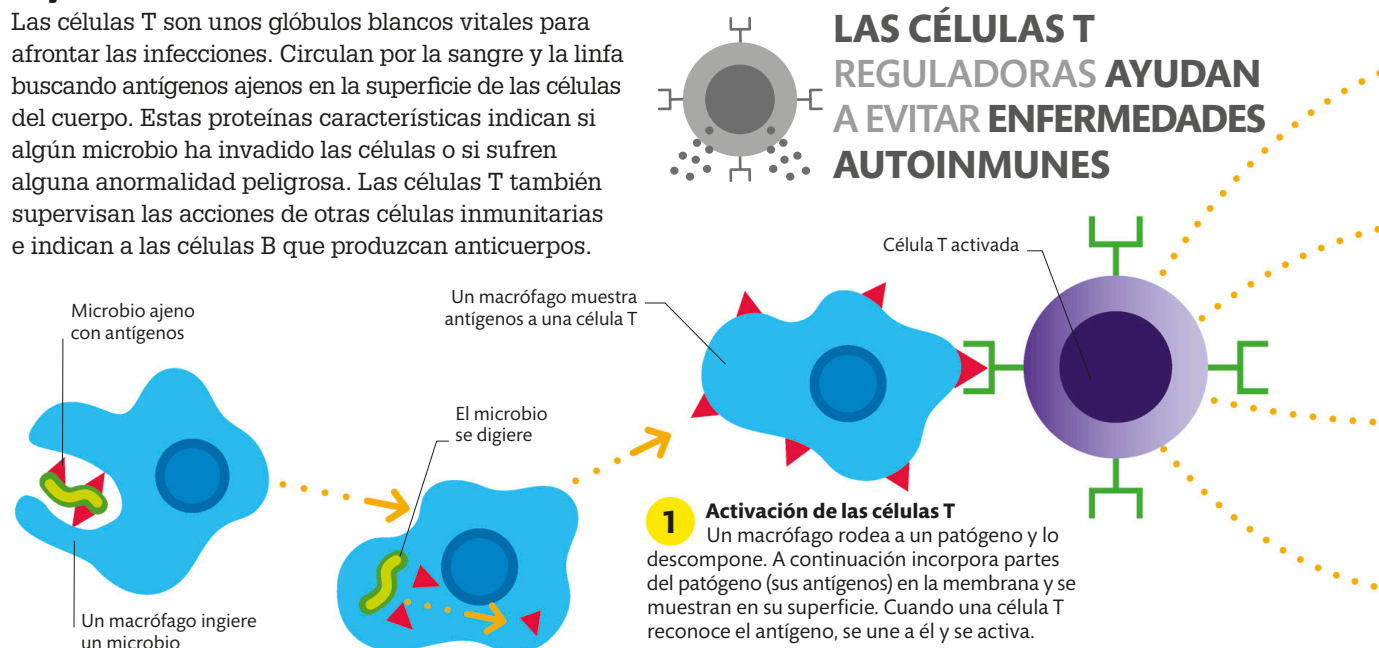 Las células T son unos glóbulos blancos vitales para
afrontar las infecciones. Circulan por la sangre y la linfa
buscando antígenos ajenos en la superficie de las células
del cuerpo. Estas proteínas características indican si
algún microbio ha invadido las células o si sufren
alguna anormalidad peligrosa. Las células T también
supervisan las acciones de otras células inmunitarias
e indican a las células B que produzcan anticuerpos.
LAS CÉLULAS T
REGULADORAS AYUDAN
A EVITAR ENFERMEDADES
AUTOINMUNES
Microbio ajeno
con antígenos
Un macrófago ingiere
un microbio
El microbio
se digiere
Un macrófago muestra
antígenos a una célula T
Célula T activada
1 Activación de las células T
Un macrófago rodea a un patógeno y lo
descompone. A continuación incorpora partes
del patógeno (sus antígenos) en la membrana y se
muestran en su superficie. Cuando una célula T
reconoce el antígeno, se une a él y se activa.